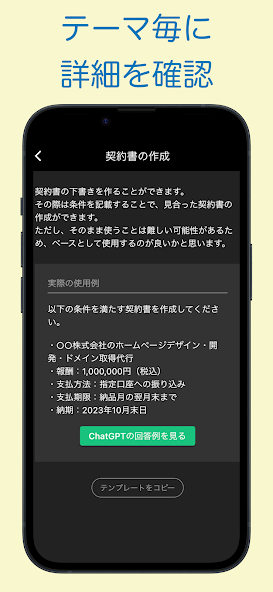 テーマ毎に
詳細を確認
契約書の作成
契約書の下書きを作ることができます。
その際は条件を記載することで、見合った契約書の
作成ができます。
ただし、そのまま使うことは難しい可能性があるた
め、ベースとして使用するのが良いかと思います。
実際の使用例
以下の条件を満たす契約書を作成してくださ
い。
・〇〇株式会社のホームページデザイン・開
発・ドメイン取得代行
・報酬：1,000,000円（税込）
・支払方法：指定口座への振り込み
・支払期限：納品月の翌月末まで
・納期：2023年10月末日
ChatGPTの回答例を見る
テンプレートをコピー